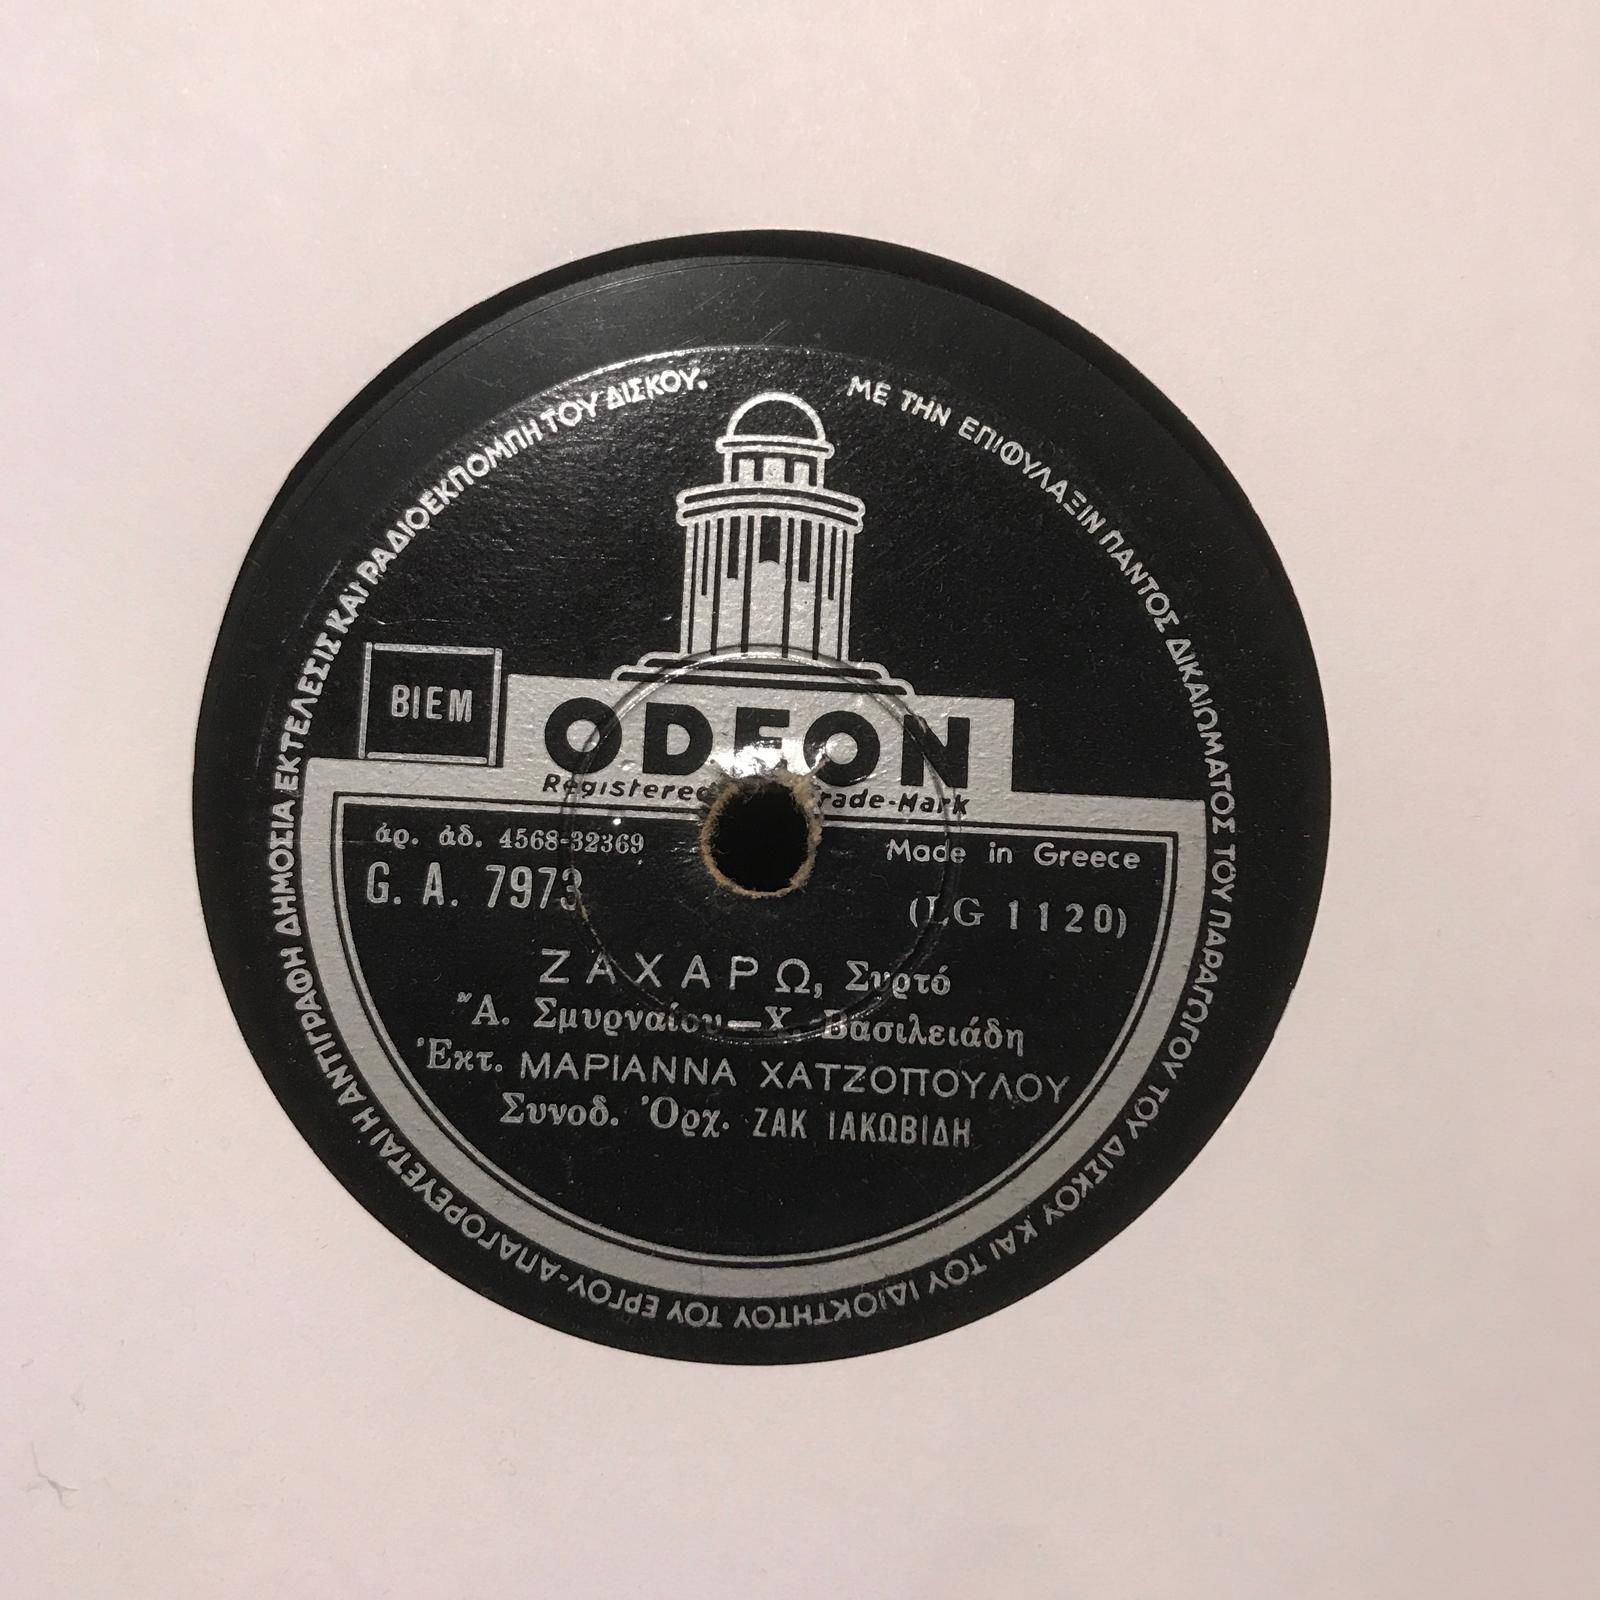 ΜΕ ΤΗΝ ΕΠΙΦΥΛΑΞΙΝ ΠΑΝΤΟΣ ΔΙΚΑΙΩΜΑΤΟΣ ΤΟΥ ΠΑΡΑΓΩΓΟΥ ΤΟΥ ΔΙΣΚΟΥ ΚΑΙ ΤΟΥ ΙΔΙΟΚΤΗΤΟΥ ΤΟΥ ΕΡΓΟΥ-ΑΠΑΓΟΡΕΥΕΤΑΙ Η ΑΝΤΙΓΡΑΦΗ ΔΗΜΟΣΙΑ ΕΚΤΕΛΕΣΙΣ ΚΑΙ ΡΑΔΙΟΕΚΠΟΜΠΗ ΤΟΥ ΔΙΣΚΟΥ.
BIEM
ODEON
Registered Trade-Mark
ἀρ. ἀδ. 4568-32369
Made in Greece
G. A. 7973
(LG 1120)
ΖΑΧΑΡΩ, Συρτό
῎Α. Σμυρναίου—Χ. Βασιλειάδη
Ἐκτ. ΜΑΡΙΑΝΝΑ ΧΑΤΖΟΠΟΥΛΟΥ
Συνοδ. Ὀρχ. ΖΑΚ ΙΑΚΩΒΙΔΗ